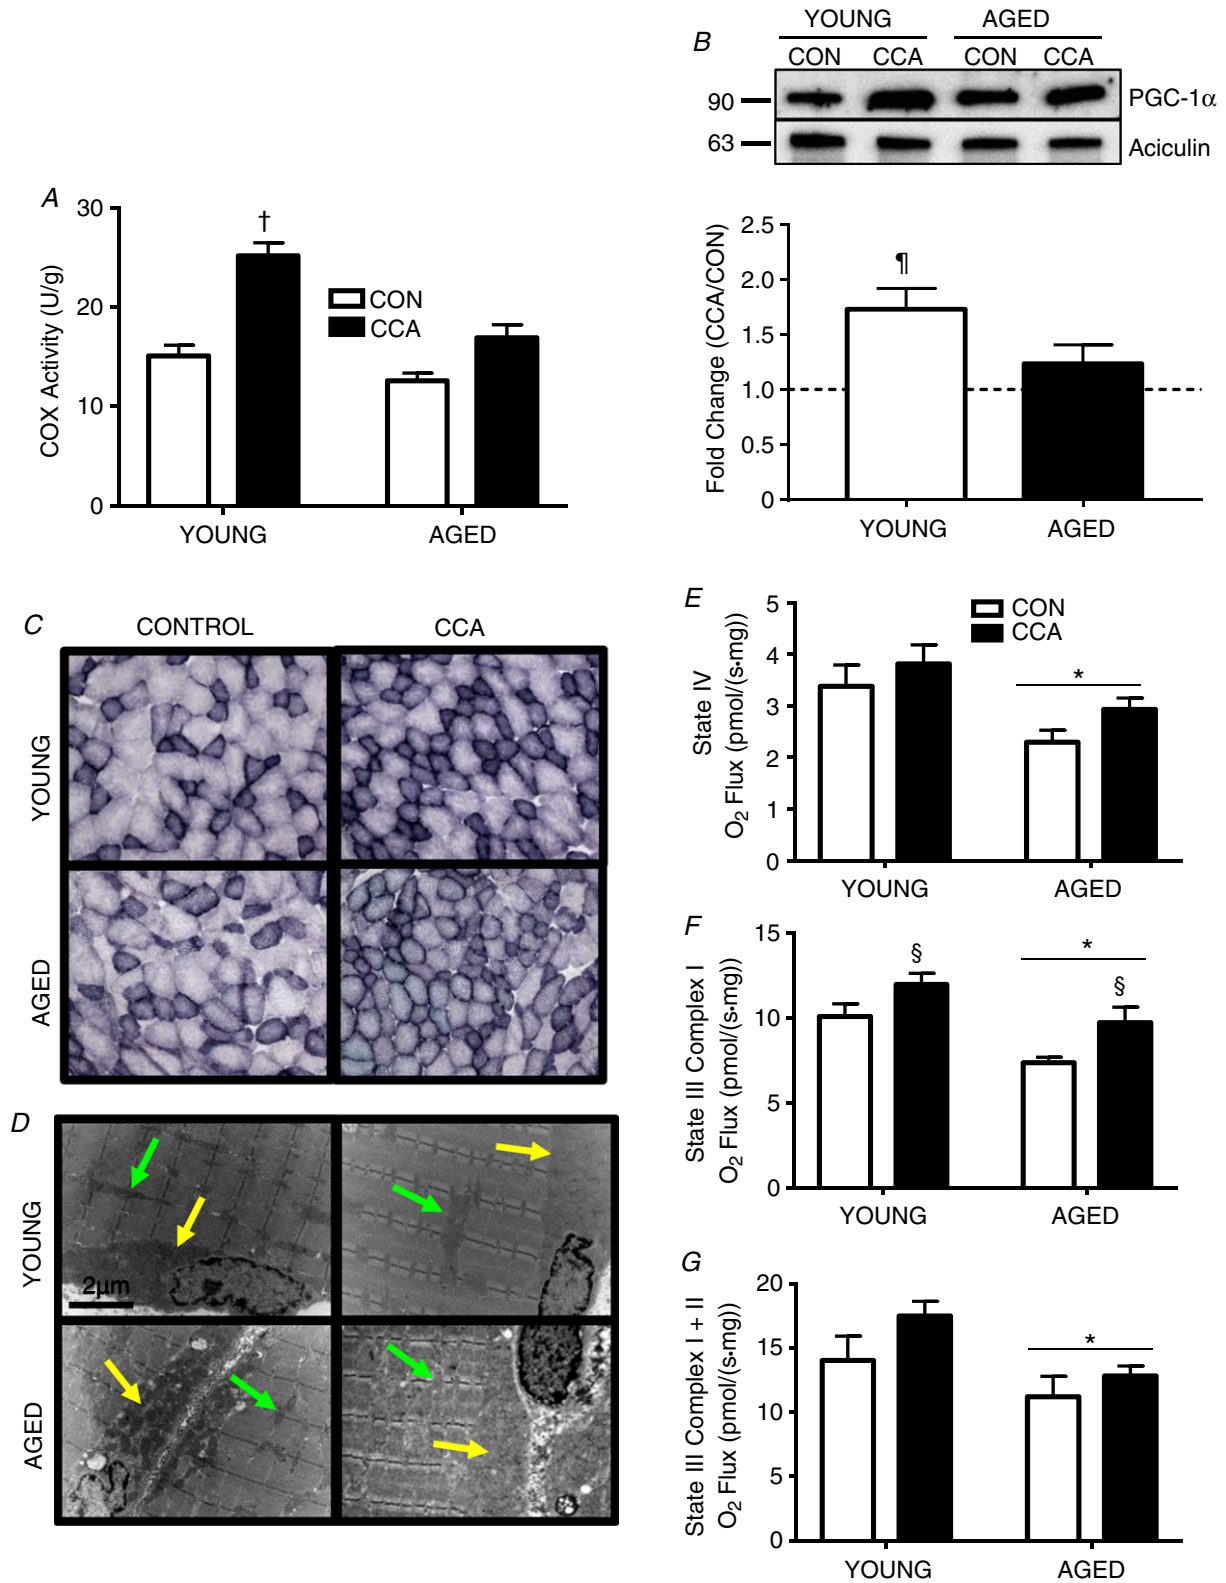 A
30
20
10
0
COX Activity (U/g)
†
CON
CCA
YOUNG
AGED
B
YOUNG
AGED
CON
CCA
CON
CCA
90
PGC-1α
63
Aciculin
2.5
2.0
1.5
1.0
0.5
0
Fold Change (CCA/CON)
¶
YOUNG
AGED
C
CONTROL
CCA
YOUNG
AGED
D
YOUNG
AGED
2μm
E
5
4
3
2
1
0
State IV
O2 Flux (pmol/(s·mg))
CON
CCA
*
YOUNG
AGED
F
15
10
5
0
State III Complex I
O2 Flux (pmol/(s·mg))
§
*
§
YOUNG
AGED
G
20
15
10
5
0
State III Complex I + II
O2 Flux (pmol/(s·mg))
*
YOUNG
AGED